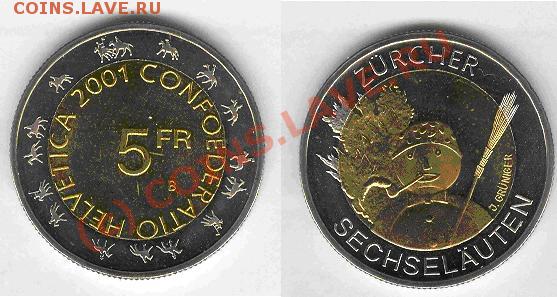 COINS.LAVE.RU
CONFOEDERATIO HELVETICA 2001
5 FR
B
COINS.LAVE.RU
ZÜRCHER
SECHSELÄUTEN
J. GRÜNIGER